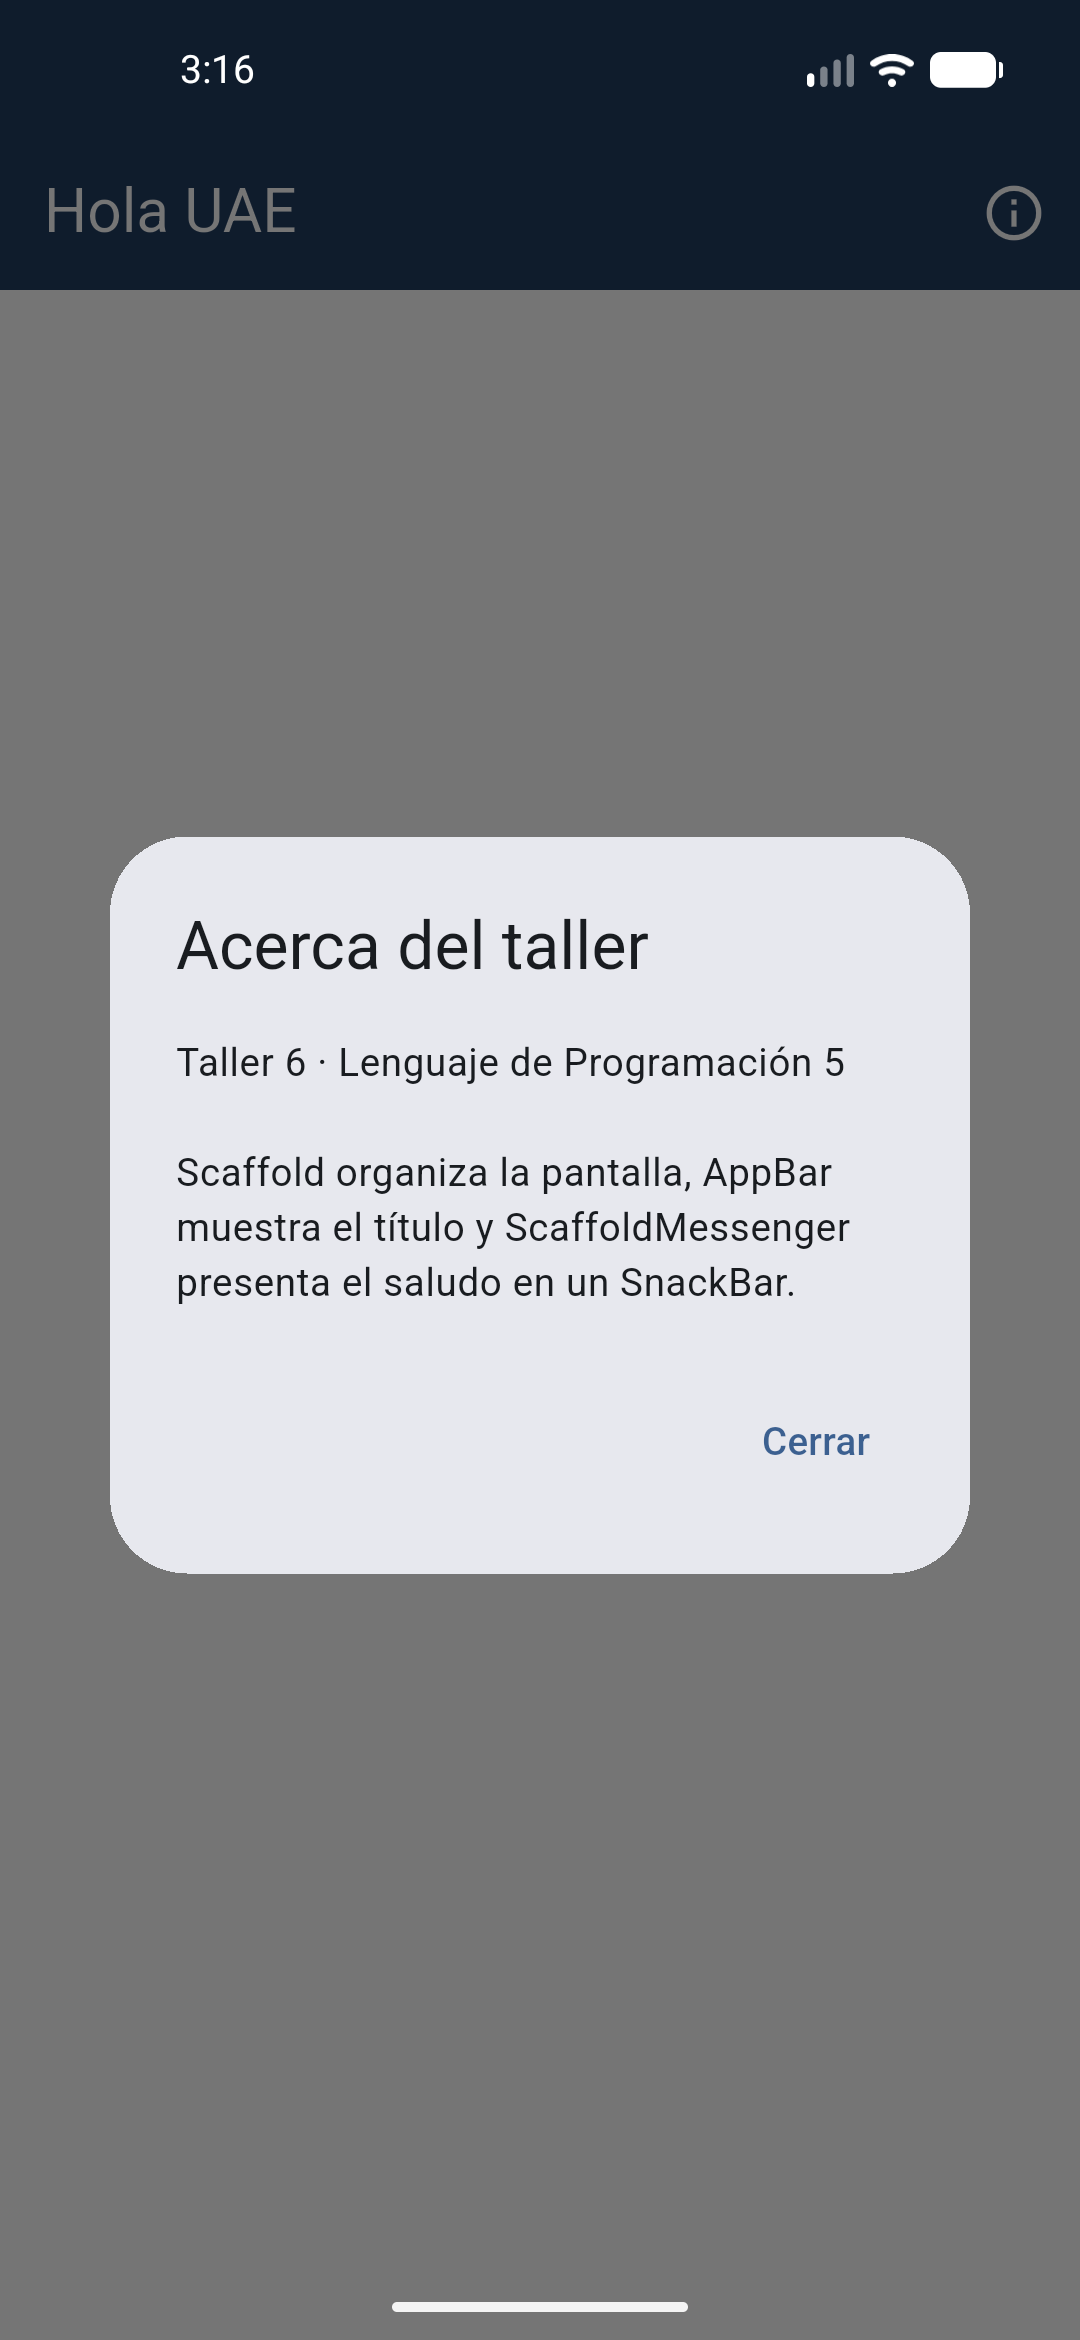 3:16
Hola UAE
Acerca del taller
Taller 6 · Lenguaje de Programación 5
Scaffold organiza la pantalla, AppBar
muestra el título y ScaffoldMessenger
presenta el saludo en un SnackBar.
Cerrar